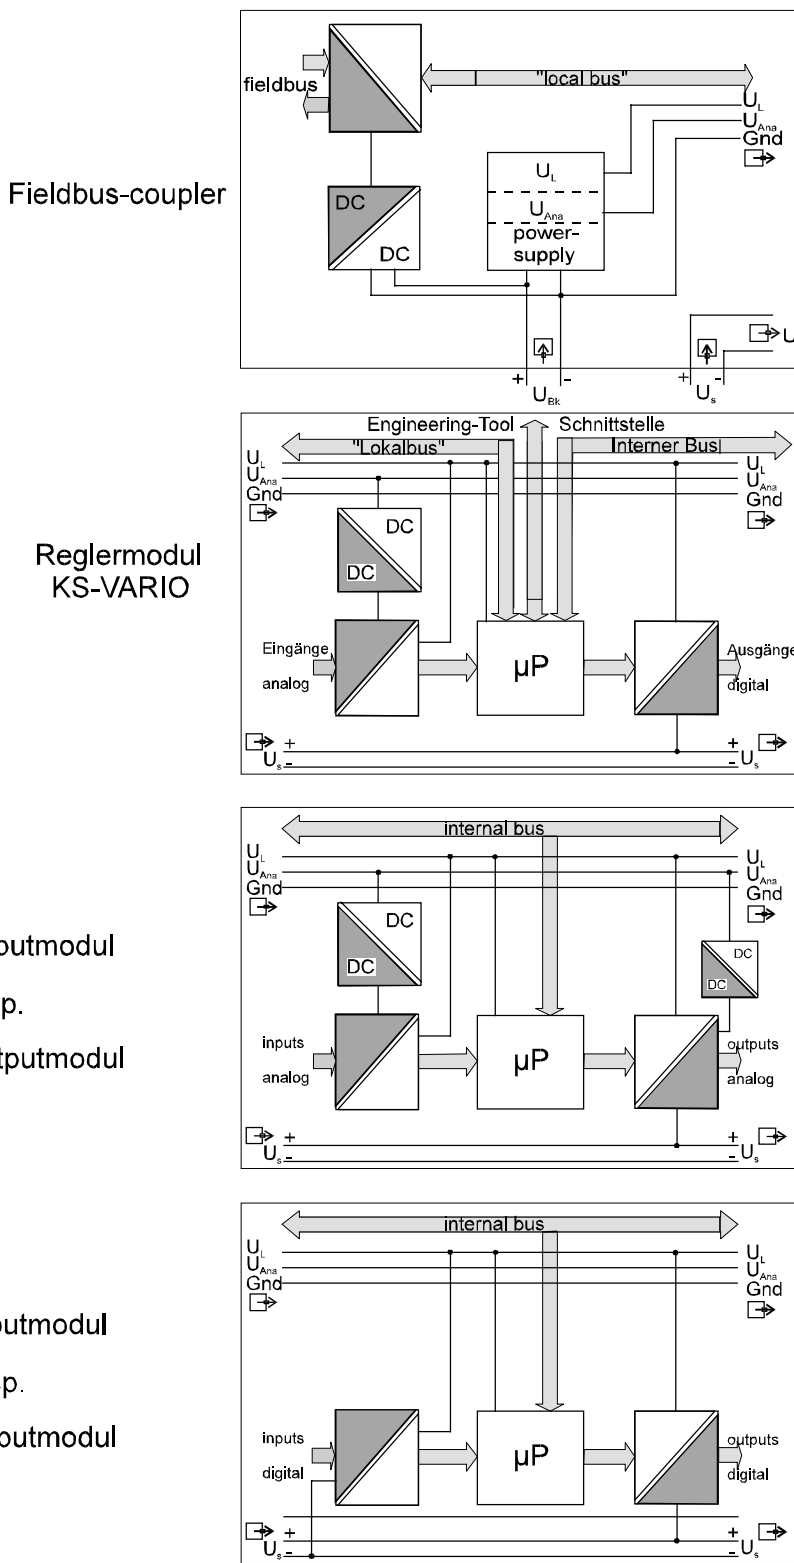 "local bus"
fieldbus
U_L
U_Ana
Gnd
Fieldbus-coupler
DC
DC
U_L
U_Ana
power-
supply
U
+ -
U_Bk
+ -
U_s
Engineering-Tool Schnittstelle
"Lokalbus" Interner Bus
U_L U_L
U_Ana U_Ana
Gnd Gnd
DC
DC
Reglermodul
KS-VARIO
Eingänge
analog
µP
Ausgänge
digital
+ +
U_s - - U_s
internal bus
U_L U_L
U_Ana U_Ana
Gnd Gnd
DC
DC
DC
DC
putmodul
p.
tputmodul
inputs
analog
µP
outputs
analog
+ +
U_s - - U_s
internal bus
U_L U_L
U_Ana U_Ana
Gnd Gnd
utmodul
sp.
putmodul
inputs
digital
µP
outputs
digital
+ +
U_s - - U_s